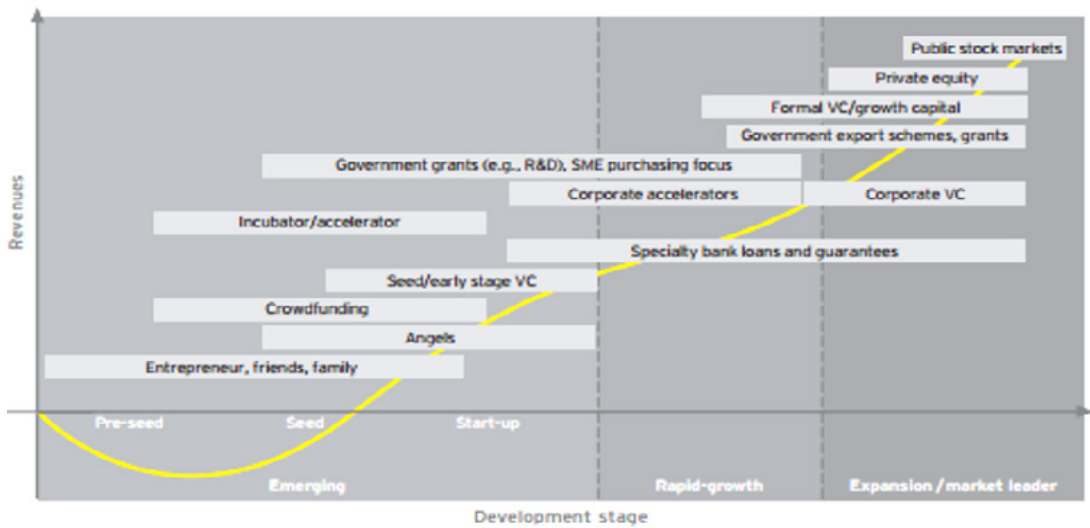 Public stock markets
Private equity
Formal VC/growth capital
Government export schemes, grants
Government grants (e.g., R&D), SME purchasing focus
Corporate accelerators
Corporate VC
Incubator/accelerator
Revenues
Specialty bank loans and guarantees
Seed/early stage VC
Crowdfunding
Angels
Entrepreneur, friends, family
Pre-seed
Seed
Start-up
Emerging
Rapid-growth
Expansion / market leader
Development stage